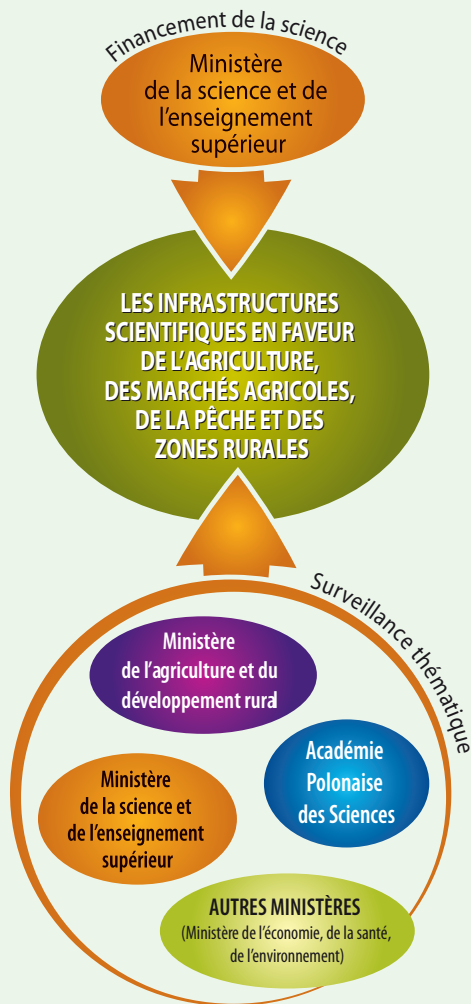 Financement de la science
Ministère
de la science et de
l'enseignement
supérieur
LES INFRASTRUCTURES
SCIENTIFIQUES EN FAVEUR
DE L'AGRICULTURE,
DES MARCHÉS AGRICOLES,
DE LA PÊCHE ET DES
ZONES RURALES
Surveillance thématique
Ministère
de l'agriculture et du
développement rural
Académie
Polonaise
des Sciences
Ministère
de la science et
de l'enseignement
supérieur
AUTRES MINISTÈRES
(Ministère de l'économie, de la santé,
de l'environnement)